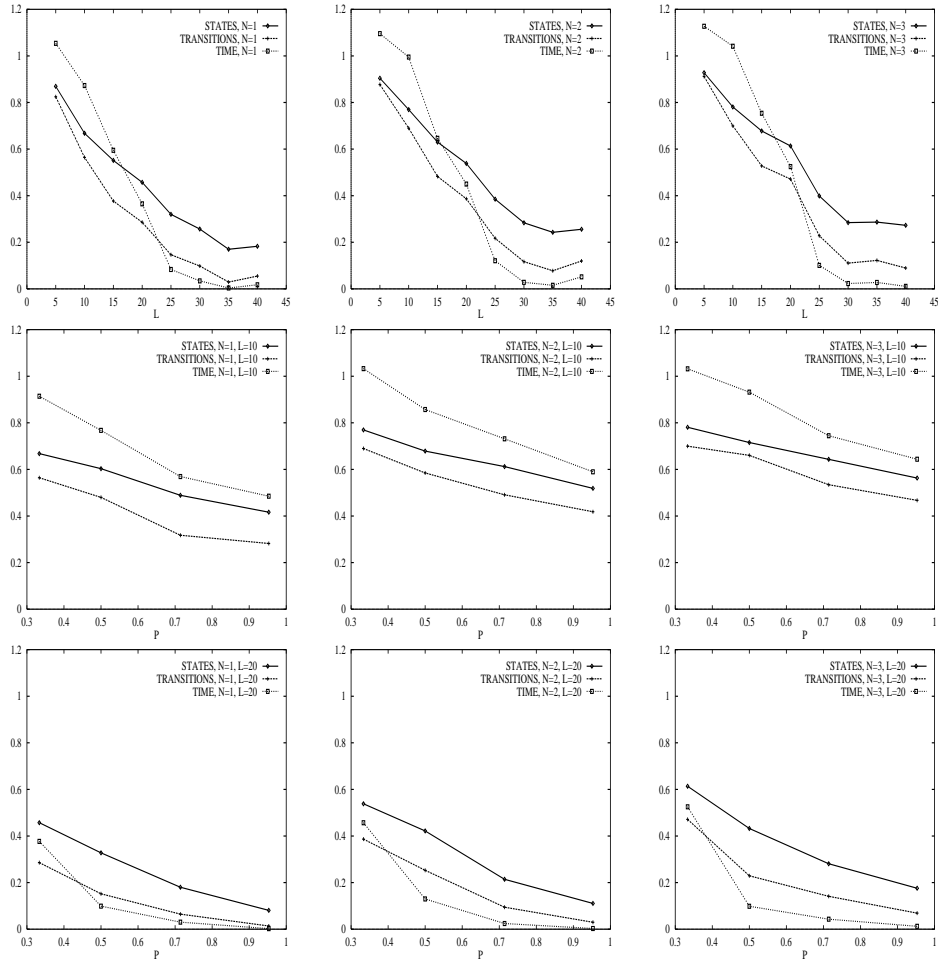 1.2
1
0.8
0.6
0.4
0.2
0
0 5 10 15 20 25 30 35 40 45
L
STATES, N=1
TRANSITIONS, N=1
TIME, N=1
1.2
1
0.8
0.6
0.4
0.2
0
0 5 10 15 20 25 30 35 40 45
L
STATES, N=2
TRANSITIONS, N=2
TIME, N=2
1.2
1
0.8
0.6
0.4
0.2
0
0 5 10 15 20 25 30 35 40 45
L
STATES, N=3
TRANSITIONS, N=3
TIME, N=3
1.2
1
0.8
0.6
0.4
0.2
0
0.3 0.4 0.5 0.6 0.7 0.8 0.9 1
P
STATES, N=1, L=10
TRANSITIONS, N=1, L=10
TIME, N=1, L=10
1.2
1
0.8
0.6
0.4
0.2
0
0.3 0.4 0.5 0.6 0.7 0.8 0.9 1
P
STATES, N=2, L=10
TRANSITIONS, N=2, L=10
TIME, N=2, L=10
1.2
1
0.8
0.6
0.4
0.2
0
0.3 0.4 0.5 0.6 0.7 0.8 0.9 1
P
STATES, N=3, L=10
TRANSITIONS, N=3, L=10
TIME, N=3, L=10
1.2
1
0.8
0.6
0.4
0.2
0
0.3 0.4 0.5 0.6 0.7 0.8 0.9 1
P
STATES, N=1, L=20
TRANSITIONS, N=1, L=20
TIME, N=1, L=20
1.2
1
0.8
0.6
0.4
0.2
0
0.3 0.4 0.5 0.6 0.7 0.8 0.9 1
P
STATES, N=2, L=20
TRANSITIONS, N=2, L=20
TIME, N=2, L=20
1.2
1
0.8
0.6
0.4
0.2
0
0.3 0.4 0.5 0.6 0.7 0.8 0.9 1
P
STATES, N=3, L=20
TRANSITIONS, N=3, L=20
TIME, N=3, L=20